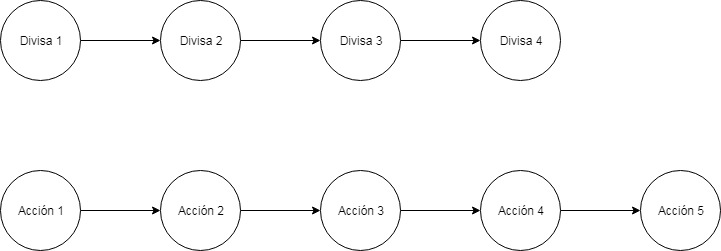 Divisa 1
Divisa 2
Divisa 3
Divisa 4
Acción 1
Acción 2
Acción 3
Acción 4
Acción 5